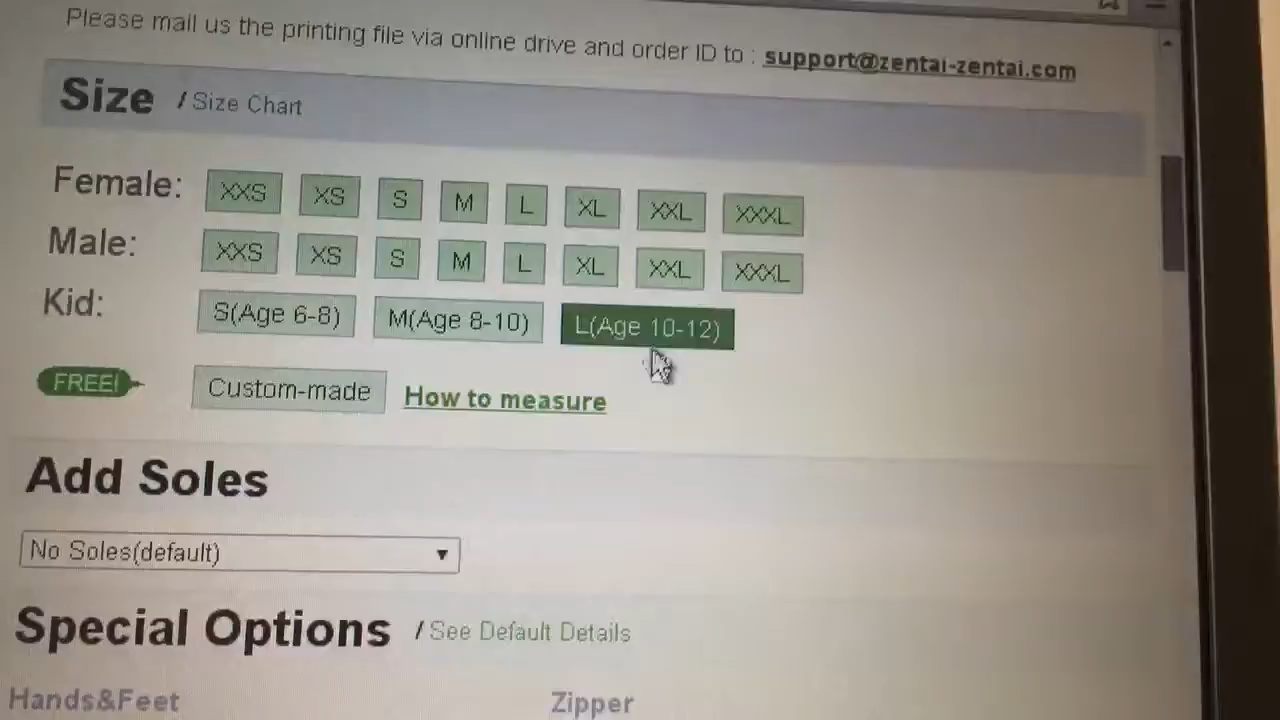 Please mail us the printing file via online drive and order ID to : support@zentai-zentai.com
Size / Size Chart
Female: XXS XS S M L XL XXL XXXL
Male: XXS XS S M L XL XXL XXXL
Kid: S(Age 6-8) M(Age 8-10) L(Age 10-12)
FREE! Custom-made How to measure
Add Soles
No Soles(default)
Special Options / See Default Details
Hands&Feet Zipper